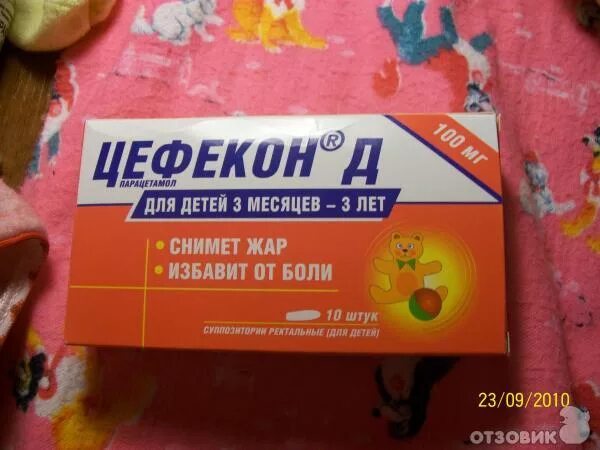 100 мг
ЦЕФЕКОН® Д
ПАРАЦЕТАМОЛ
ДЛЯ ДЕТЕЙ 3 МЕСЯЦЕВ – 3 ЛЕТ
• СНИМЕТ ЖАР
• ИЗБАВИТ ОТ БОЛИ
10 штук
СУППОЗИТОРИИ РЕКТАЛЬНЫЕ (ДЛЯ ДЕТЕЙ)
23/09/2010
ОТЗОВИК